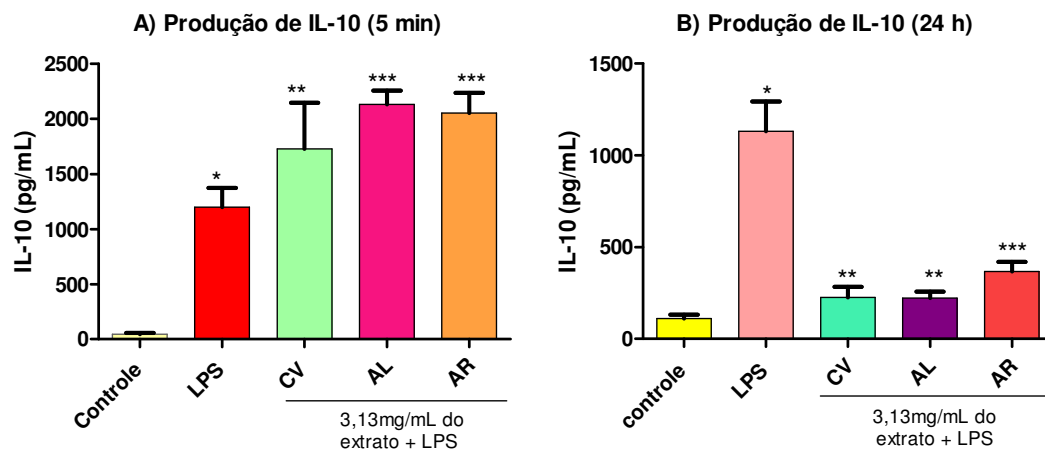 A) Produção de IL-10 (5 min)
IL-10 (pg/mL)
2500
2000
1500
1000
500
0
*
**
***
***
Controle
LPS
CV
AL
AR
3,13mg/mL do
extrato + LPS
B) Produção de IL-10 (24 h)
IL-10 (pg/mL)
1500
1000
500
0
*
**
**
***
controle
LPS
CV
AL
AR
3,13mg/mL do
extrato + LPS